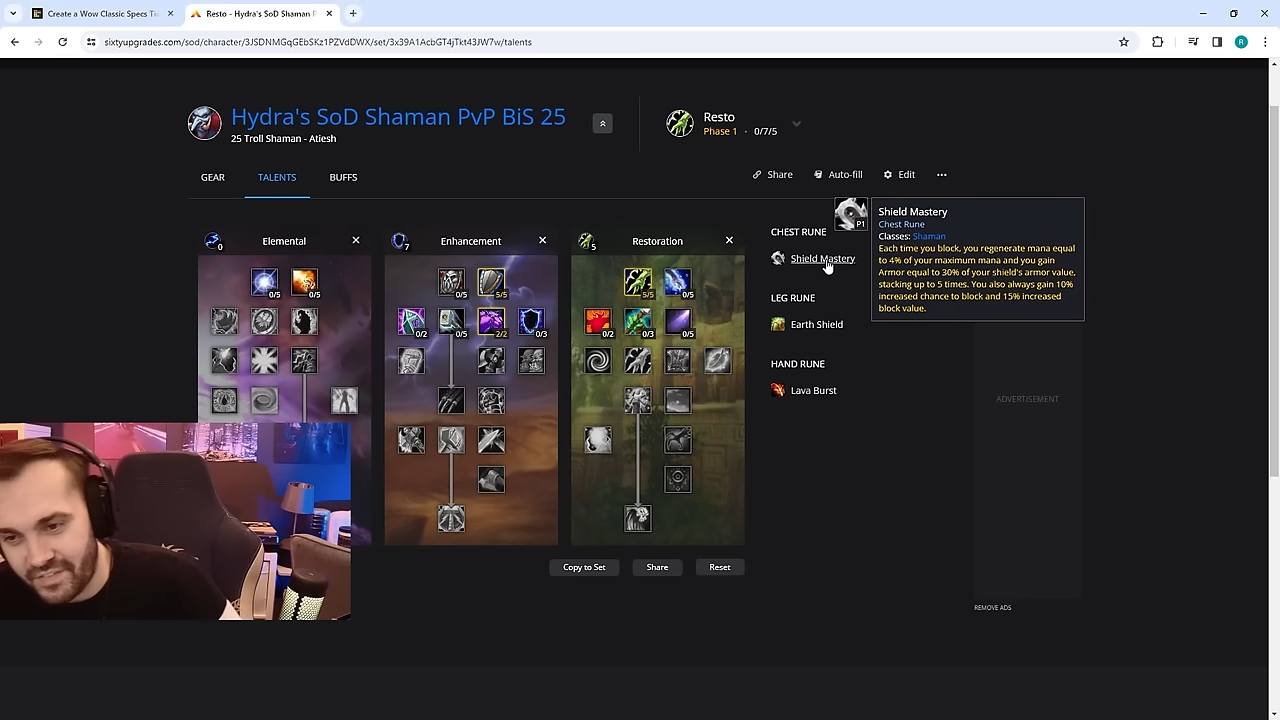 Create a Wow Classic Specs Ti
Resto - Hydra's SoD Shaman P
sixtyupgrades.com/sod/character/3JSDNMGqGEbSKz1PZVdDWX/set/3x39A1AcbGT4jTkt43JW7w/talents
R
Hydra's SoD Shaman PvP BiS 25
25 Troll Shaman - Atiesh
Resto
Phase 1 · 0/7/5
GEAR
TALENTS
BUFFS
Share
Auto-fill
Edit
0
Elemental
7
Enhancement
5
Restoration
0/5
0/5
0/5
5/5
5/5
0/5
0/2
0/5
2/2
0/3
0/2
0/3
0/5
CHEST RUNE
Shield Mastery
LEG RUNE
Earth Shield
HAND RUNE
Lava Burst
P1
Shield Mastery
Chest Rune
Classes: Shaman
Each time you block, you regenerate mana equal
to 4% of your maximum mana and you gain
Armor equal to 30% of your shield's armor value,
stacking up to 5 times. You also always gain 10%
increased chance to block and 15% increased
block value.
ADVERTISEMENT
Copy to Set
Share
Reset
REMOVE ADS